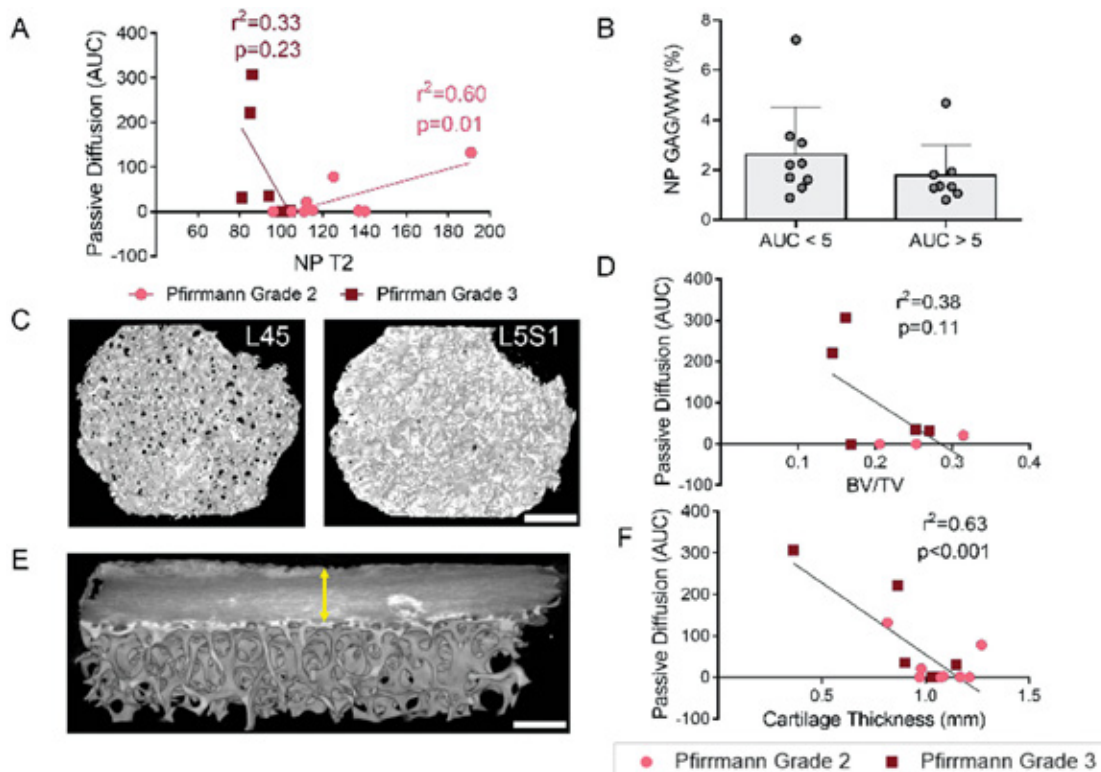 A
r²=0.33
p=0.23
r²=0.60
p=0.01
Passive Diffusion (AUC)
400
300
200
100
0
-100
60 80 100 120 140 160 180 200
NP T2
Pfirrmann Grade 2 Pfirrman Grade 3
B
NP GAG/WW (%)
8
6
4
2
0
AUC < 5 AUC > 5
C
L45
L5S1
D
r²=0.38
p=0.11
Passive Diffusion (AUC)
400
300
200
100
0
-100
0.1 0.2 0.3 0.4
BV/TV
E
F
r²=0.63
p<0.001
Passive Diffusion (AUC)
400
300
200
100
0
-100
0.5 1.0 1.5
Cartilage Thickness (mm)
Pfirrmann Grade 2 Pfirrmann Grade 3